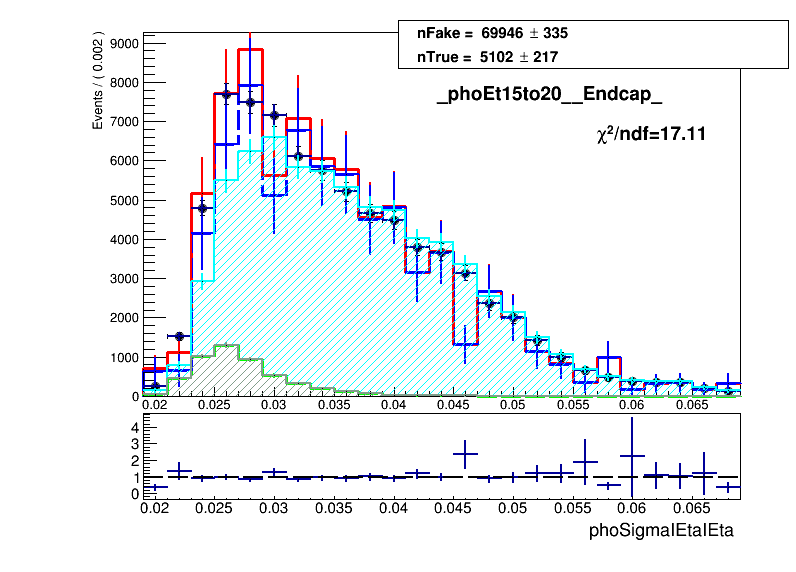 nFake = 69946 ± 335
nTrue = 5102 ± 217
_phoEt15to20__Endcap_
χ²/ndf=17.11
Events / ( 0.002 )
9000
8000
7000
6000
5000
4000
3000
2000
1000
0
0.02 0.025 0.03 0.035 0.04 0.045 0.05 0.055 0.06 0.065
4
3
2
1
0
0.02 0.025 0.03 0.035 0.04 0.045 0.05 0.055 0.06 0.065
phoSigmaIEtaIEta